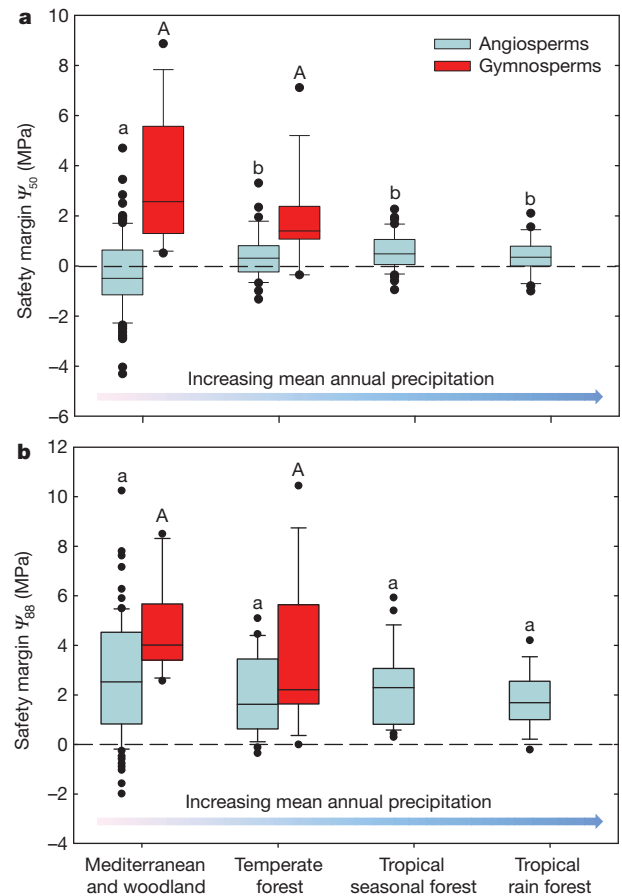 a
10
8
6
4
2
0
−2
−4
−6
Safety margin Ψ50 (MPa)
Angiosperms
Gymnosperms
a
A
b
A
b
b
Increasing mean annual precipitation
b
12
10
8
6
4
2
0
−2
−4
Safety margin Ψ88 (MPa)
a
A
a
A
a
a
Increasing mean annual precipitation
Mediterranean
and woodland
Temperate
forest
Tropical
seasonal forest
Tropical
rain forest